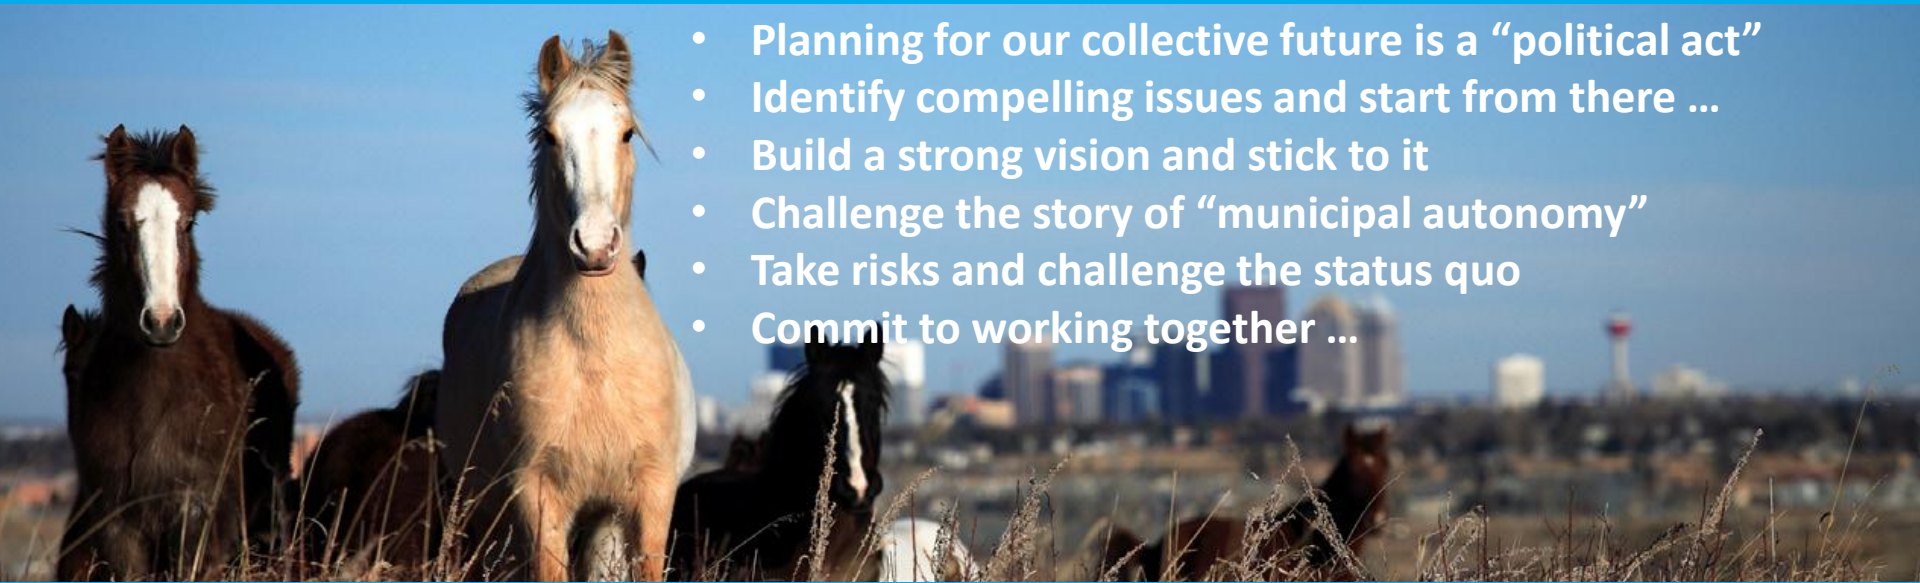 • Planning for our collective future is a “political act”
• Identify compelling issues and start from there …
• Build a strong vision and stick to it
• Challenge the story of “municipal autonomy”
• Take risks and challenge the status quo
• Commit to working together …